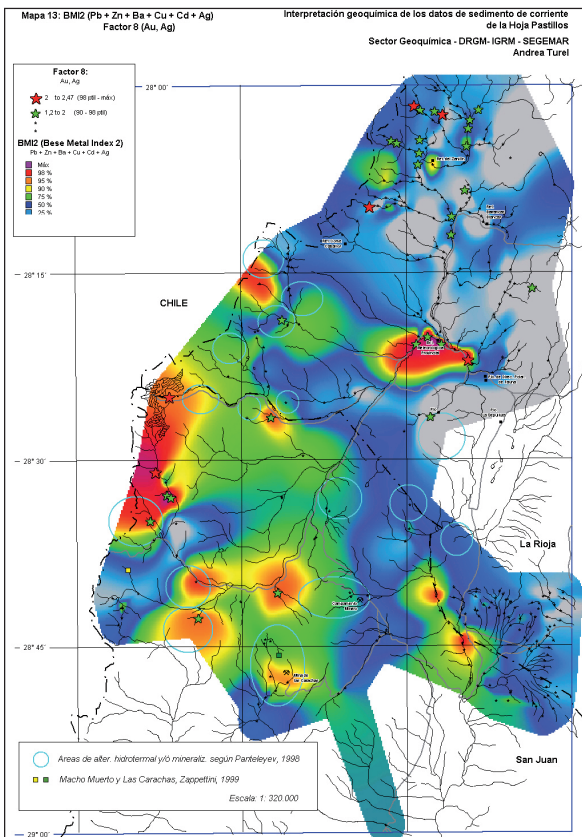 Mapa 13: BMI2 (Pb + Zn + Ba + Cu + Cd + Ag)
Factor 8 (Au, Ag)
Interpretación geoquímica de los datos de sedimento de corriente
de la Hoja Pastillos
Sector Geoquímica - DRGM- IGRM - SEGEMAR
Andrea Turel
Factor 8:
Au, Ag
2 to 2,47 (98 ptil - máx)
1,2 to 2 (90 - 98 ptil)
BMI2 (Bese Metal Index 2)
Pb + Zn + Ba + Cu + Cd + Ag
Máx
98 %
95 %
90 %
75 %
50 %
25 %
28° 00'
28° 15'
CHILE
28° 30'
La Rioja
28° 45'
San Juan
Areas de alter. hidrotermal y/ó mineraliz. según Panteleyev, 1998
Macho Muerto y Las Carachas, Zappettini, 1999
Escala: 1: 320.000
29° 00'